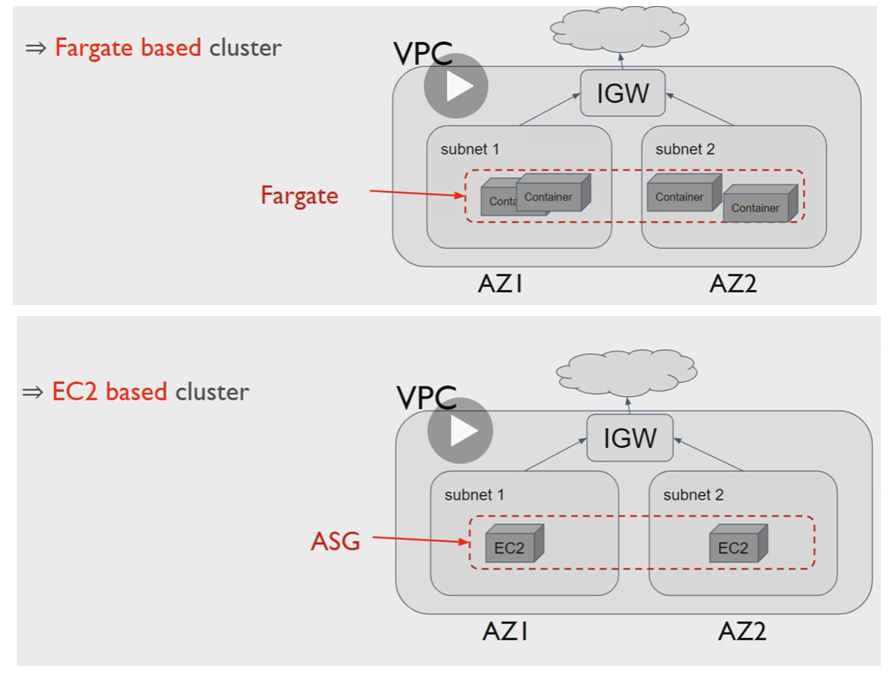 ⇒ Fargate based cluster
VPC
IGW
subnet 1
subnet 2
Fargate
Conta
Container
Container
Container
AZ1
AZ2
⇒ EC2 based cluster
VPC
IGW
subnet 1
subnet 2
ASG
EC2
EC2
AZ1
AZ2